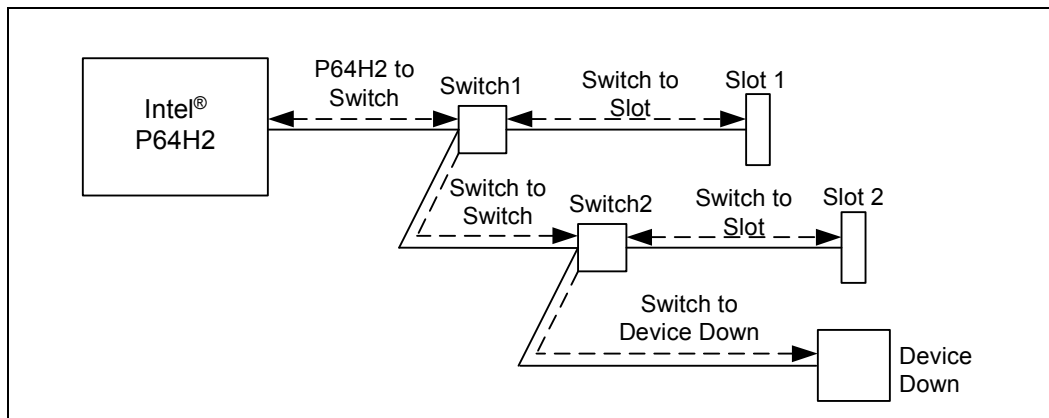 Intel®
P64H2
P64H2 to
Switch
Switch1
Switch to
Slot
Slot 1
Switch to
Switch
Switch2
Switch to
Slot
Slot 2
Switch to
Device Down
Device
Down